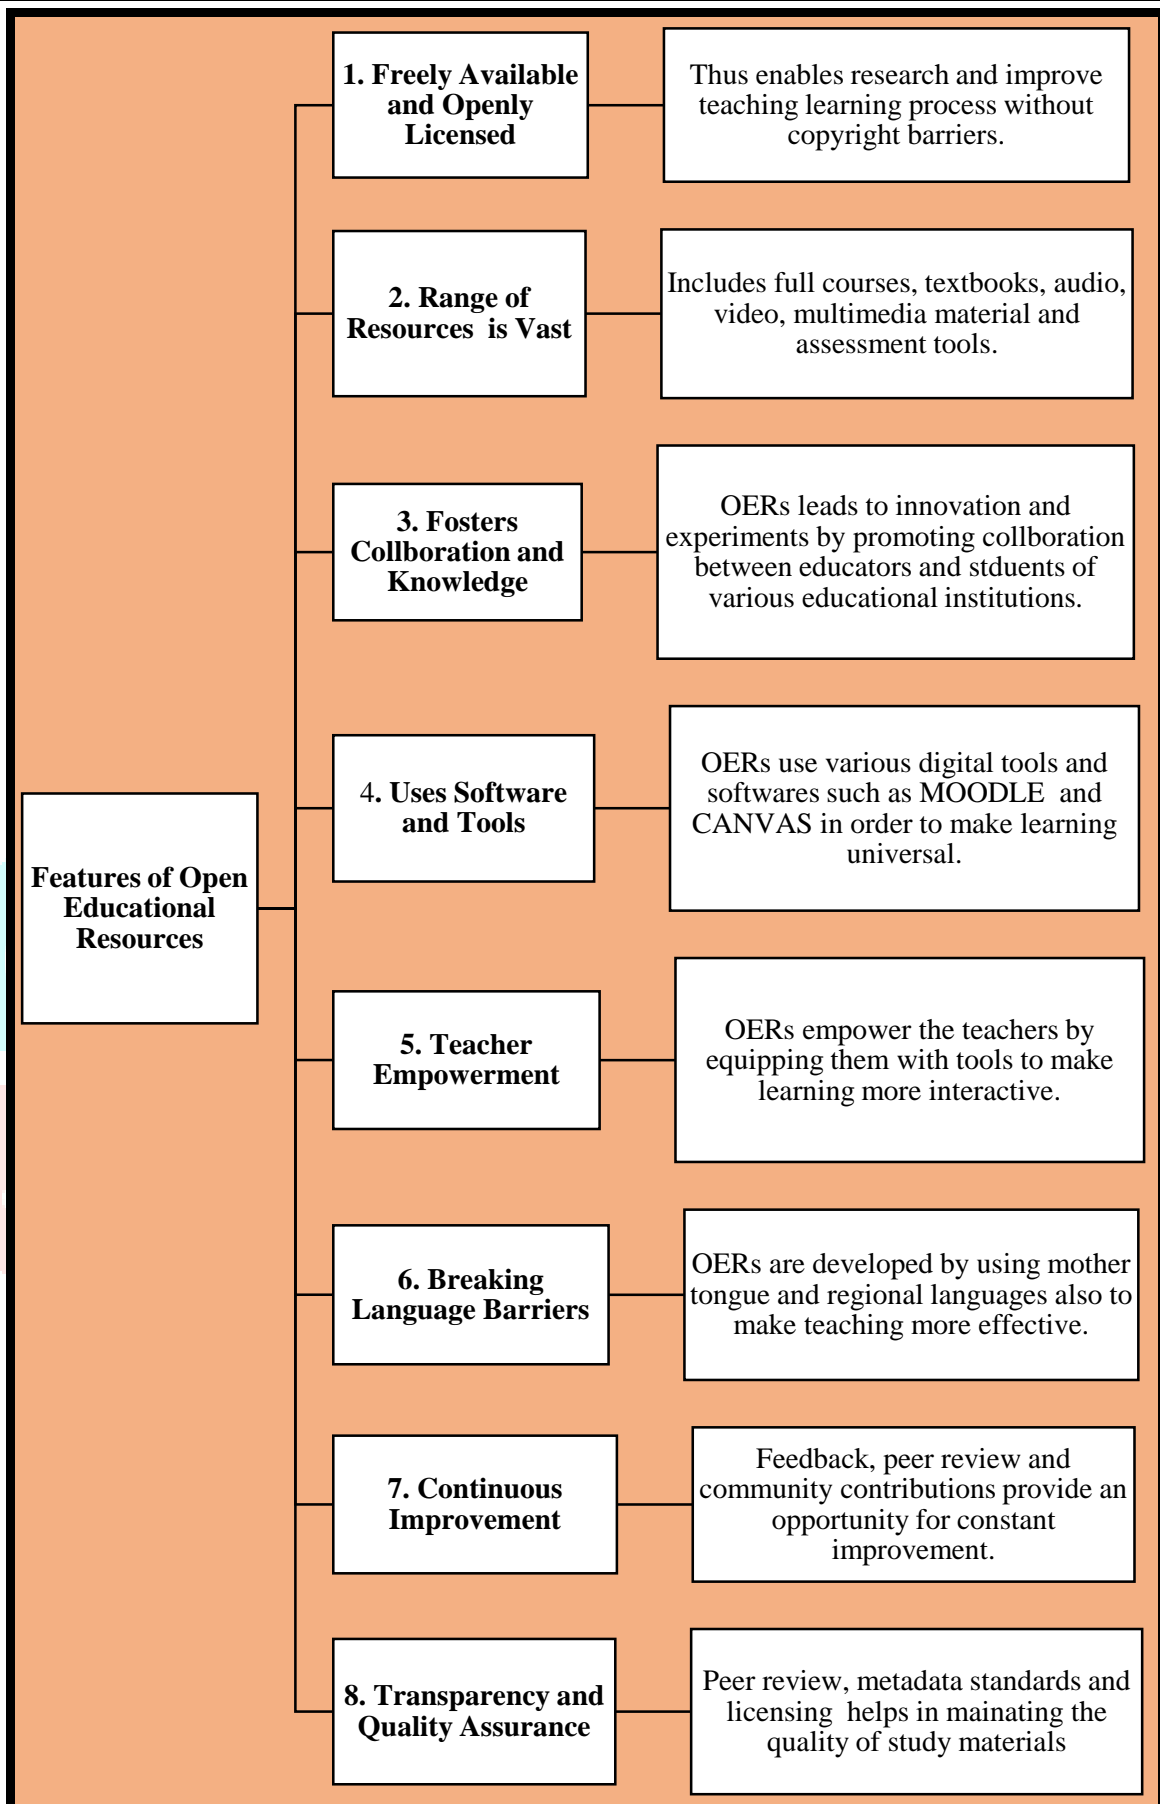 Features of Open
Educational
Resources
1. Freely Available
and Openly
Licensed
Thus enables research and improve
teaching learning process without
copyright barriers.
2. Range of
Resources  is Vast
Includes full courses, textbooks, audio,
video, multimedia material and
assessment tools.
3. Fosters
Collboration and
Knowledge
OERs leads to innovation and
experiments by promoting collboration
between educators and stduents of
various educational institutions.
4. Uses Software
and Tools
OERs use various digital tools and
softwares such as MOODLE  and
CANVAS in order to make learning
universal.
5. Teacher
Empowerment
OERs empower the teachers by
equipping them with tools to make
learning more interactive.
6. Breaking
Language Barriers
OERs are developed by using mother
tongue and regional languages also to
make teaching more effective.
7. Continuous
Improvement
Feedback, peer review and
community contributions provide an
opportunity for constant
improvement.
8. Transparency and
Quality Assurance
Peer review, metadata standards and
licensing  helps in mainating the
quality of study materials